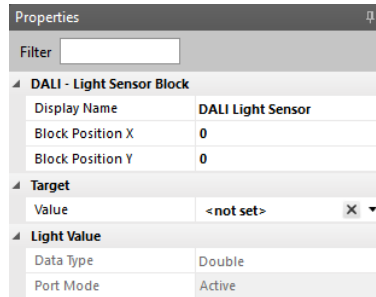 Properties
Filter
DALI - Light Sensor Block
Display Name DALI Light Sensor
Block Position X 0
Block Position Y 0
Target
Value <not set>
Light Value
Data Type Double
Port Mode Active